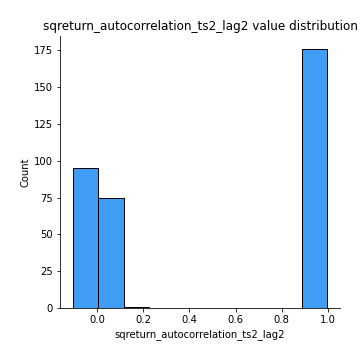 sqreturn_autocorrelation_ts2_lag2 value distribution
175
150
125
100
75
50
25
0
Count
0.0 0.2 0.4 0.6 0.8 1.0
sqreturn_autocorrelation_ts2_lag2